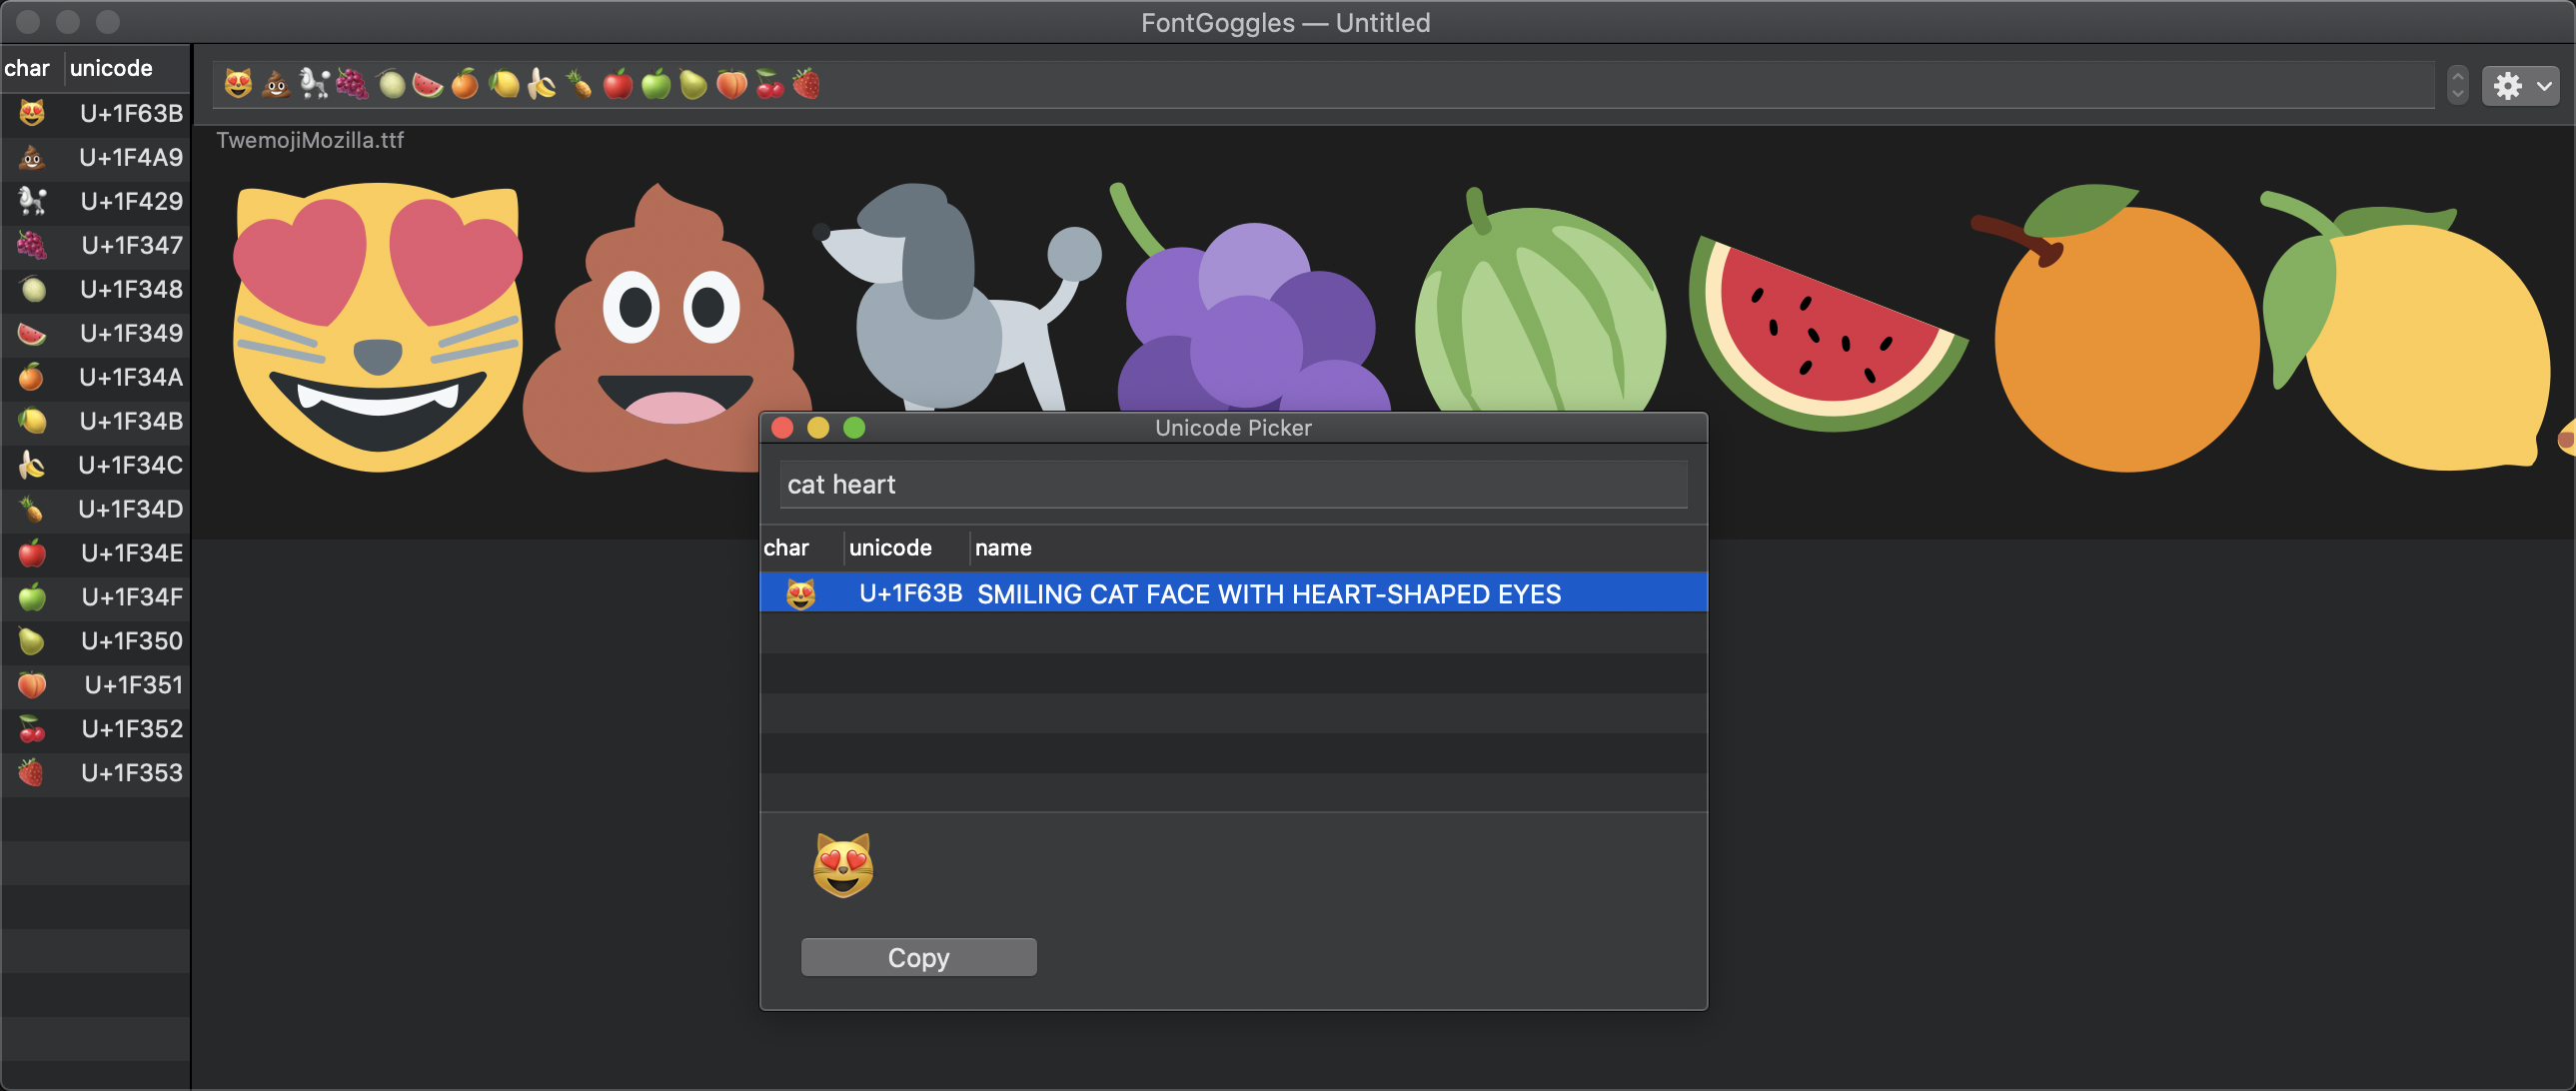 FontGoggles — Untitled
char unicode
😻 💩 🐩 🍇 🍈 🍉 🍊 🍋 🍌 🍍 🍎 🍏 🍐 🍑 🍒 🍓
😻 U+1F63B
💩 U+1F4A9
🐩 U+1F429
🍇 U+1F347
🍈 U+1F348
🍉 U+1F349
🍊 U+1F34A
🍋 U+1F34B
🍌 U+1F34C
🍍 U+1F34D
🍎 U+1F34E
🍏 U+1F34F
🍐 U+1F350
🍑 U+1F351
🍒 U+1F352
🍓 U+1F353
TwemojiMozilla.ttf
Unicode Picker
cat heart
char unicode name
😻 U+1F63B SMILING CAT FACE WITH HEART-SHAPED EYES
😻
Copy